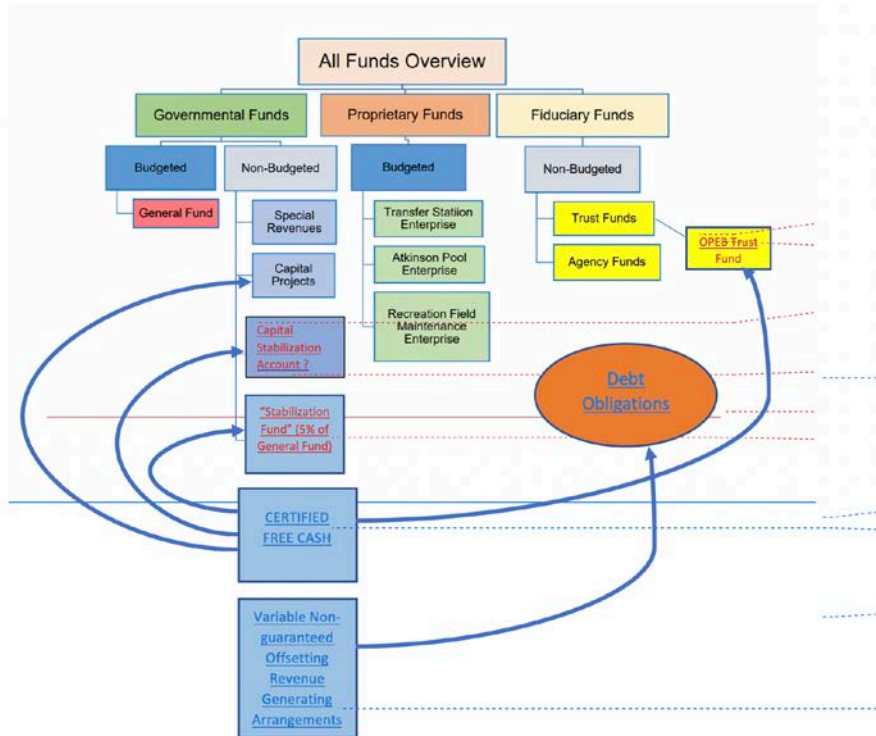 All Funds Overview
Governmental Funds
Proprietary Funds
Fiduciary Funds
Budgeted
Non-Budgeted
Budgeted
Non-Budgeted
General Fund
Special
Revenues
Capital
Projects
Capital
Stabilization
Account ?
"Stabilization
Fund" (5% of
General Fund)
Transfer Statiion
Enterprise
Atkinson Pool
Enterprise
Recreation Field
Maintenance
Enterprise
Trust Funds
Agency Funds
OPEB Trust
Fund
Debt
Obligations
CERTIFIED
FREE CASH
Variable Non-
guaranteed
Offsetting
Revenue
Generating
Arrangements